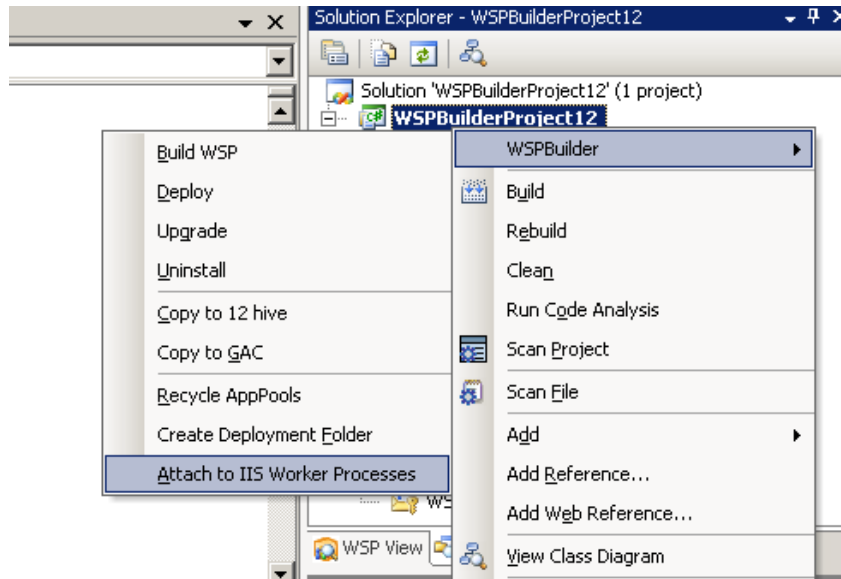 Solution Explorer - WSPBuilderProject12
Solution 'WSPBuilderProject12' (1 project)
WSPBuilderProject12
WSPBuilder
Build
Rebuild
Clean
Run Code Analysis
Scan Project
Scan File
Add
Add Reference...
Add Web Reference...
View Class Diagram
Build WSP
Deploy
Upgrade
Uninstall
Copy to 12 hive
Copy to GAC
Recycle AppPools
Create Deployment Folder
Attach to IIS Worker Processes
WSP View